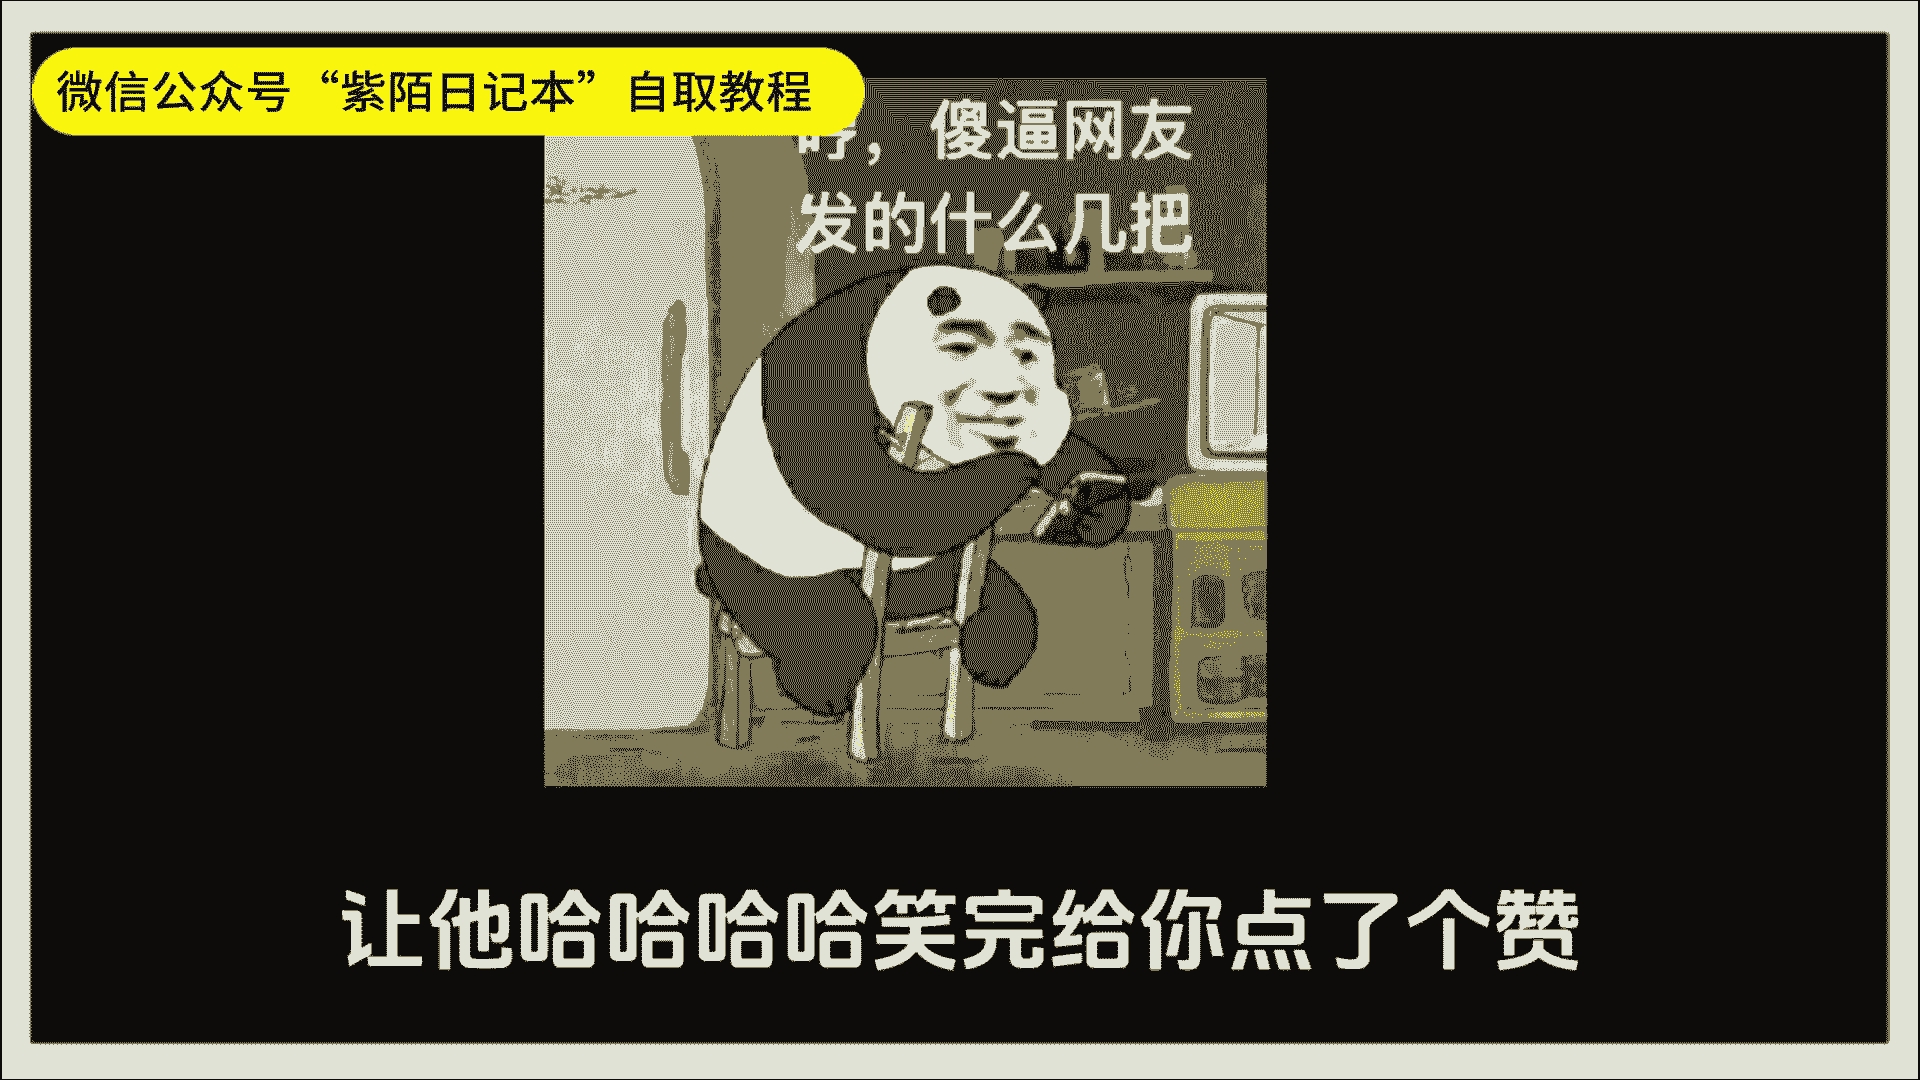 微信公众号“紫陌日记本”自取教程
哼，傻逼网友
发的什么几把
让他哈哈哈哈笑完给你点了个赞